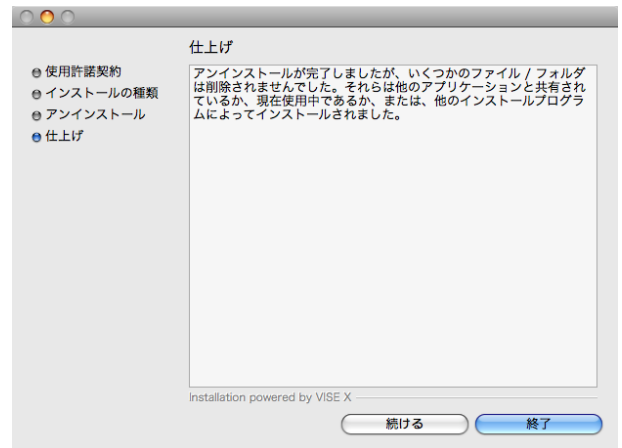 仕上げ
使用許諾契約
インストールの種類
アンインストール
仕上げ
アンインストールが完了しましたが、いくつかのファイル / フォルダ
は削除されませんでした。それらは他のアプリケーションと共有され
ているか、現在使用中であるか、または、他のインストールプログラ
ムによってインストールされました。
Installation powered by VISE X
続ける
終了